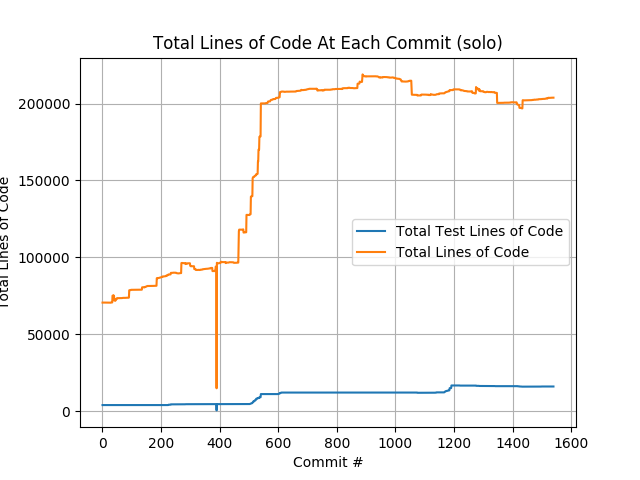 Total Lines of Code At Each Commit (solo)
Total Lines of Code
200000
150000
100000
50000
0
Total Test Lines of Code
Total Lines of Code
0 200 400 600 800 1000 1200 1400 1600
Commit #